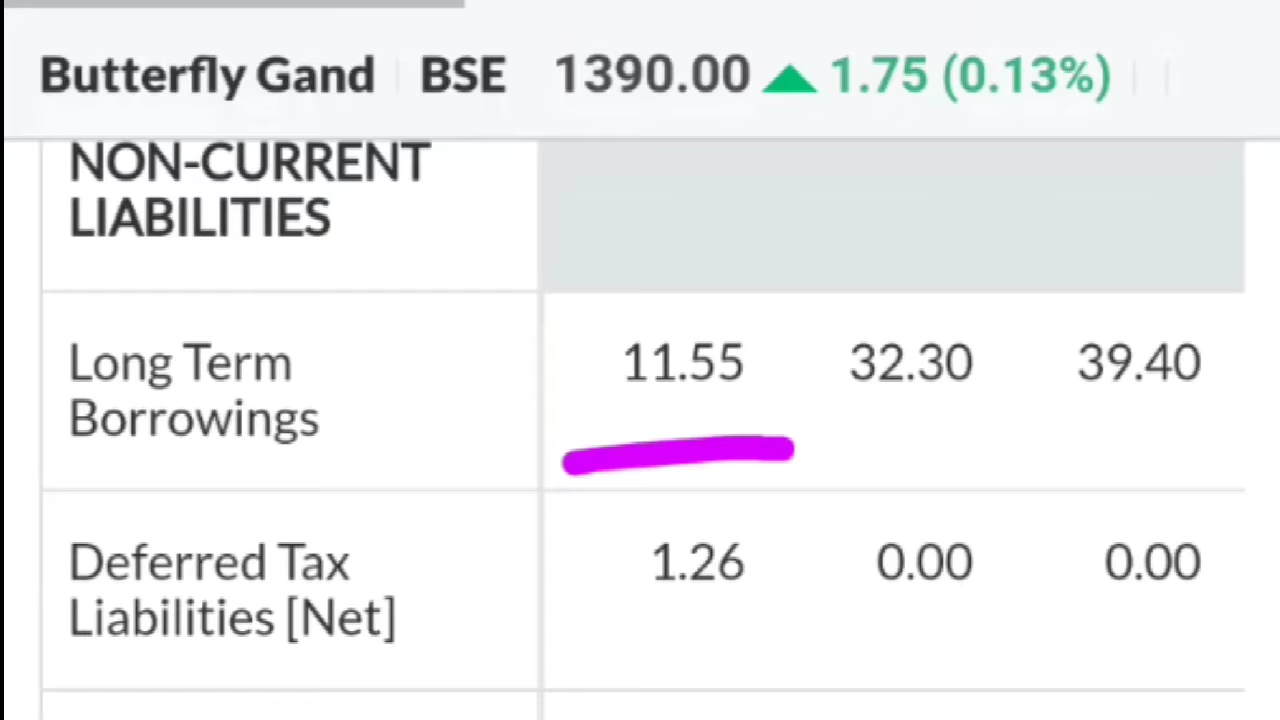 Butterfly Gand BSE 1390.00 ▲ 1.75 (0.13%)
NON-CURRENT
LIABILITIES
Long Term
Borrowings
11.55 32.30 39.40
Deferred Tax
Liabilities [Net]
1.26 0.00 0.00